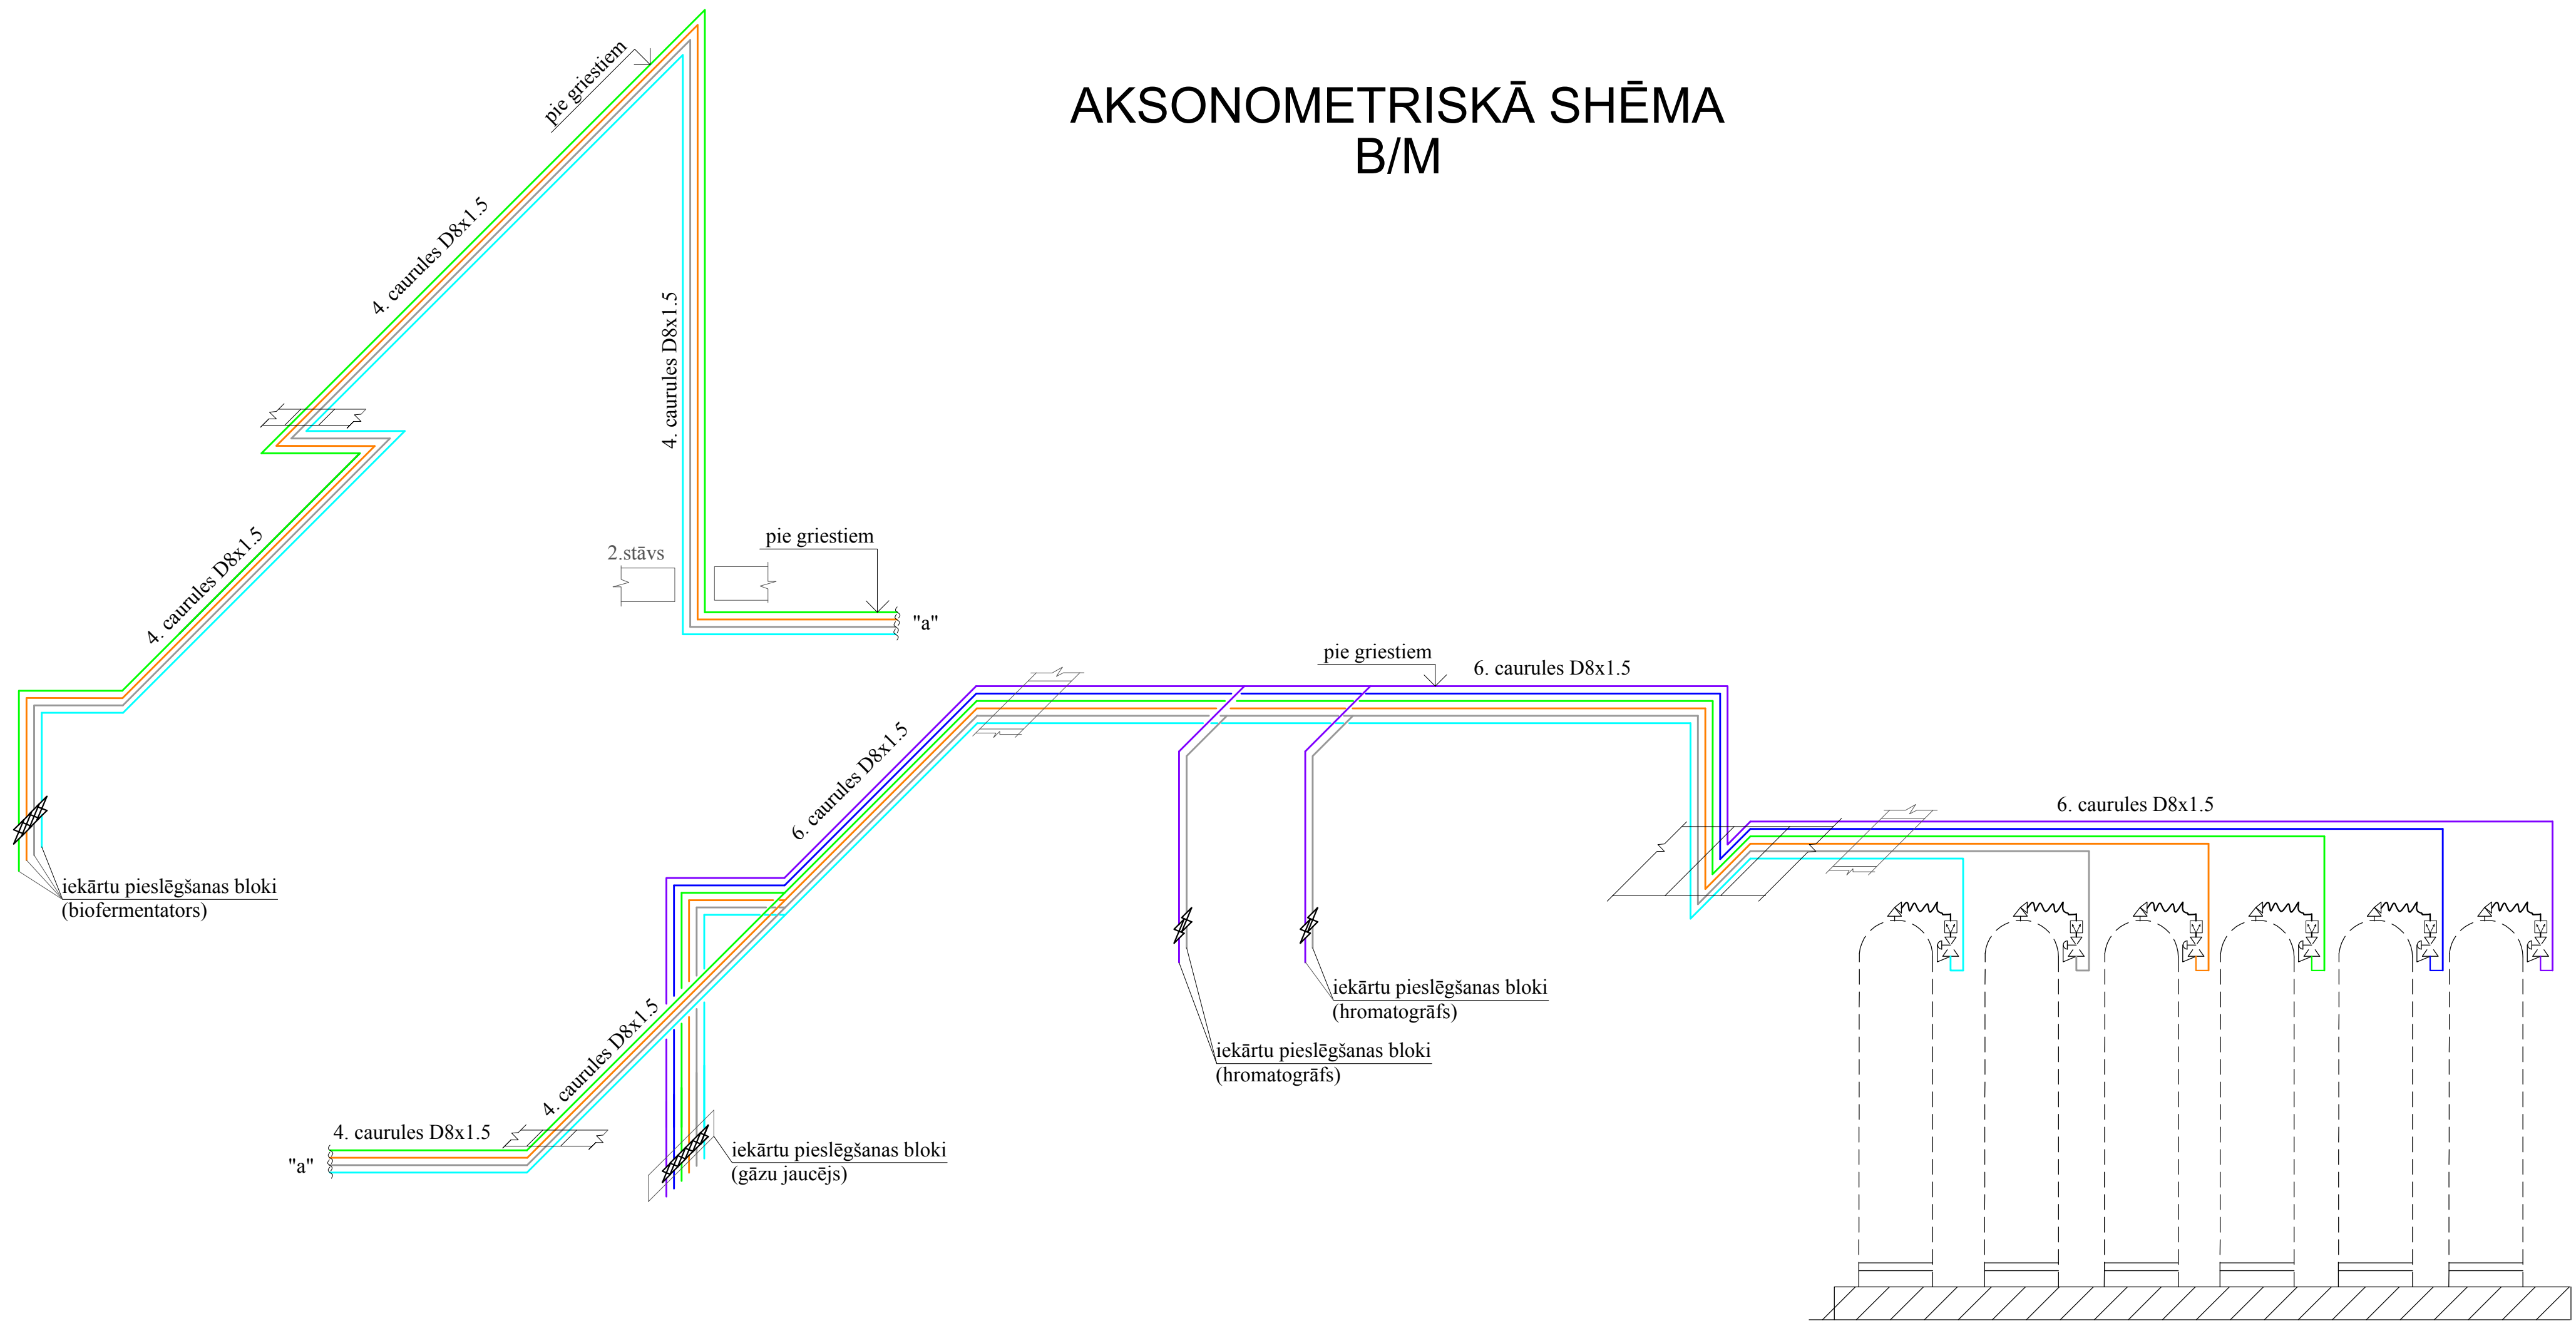 AKSONOMETRISKĀ SHĒMA
B/M
pie griestiem
4. caurules D8x1.5
4. caurules D8x1.5
4. caurules D8x1.5
2.stāvs
pie griestiem
"a"
iekārtu pieslēgšanas bloki
(biofermentators)
pie griestiem
6. caurules D8x1.5
6. caurules D8x1.5
6. caurules D8x1.5
iekārtu pieslēgšanas bloki
(hromatogrāfs)
iekārtu pieslēgšanas bloki
(hromatogrāfs)
4. caurules D8x1.5
4. caurules D8x1.5
"a"
iekārtu pieslēgšanas bloki
(gāzu jaucējs)